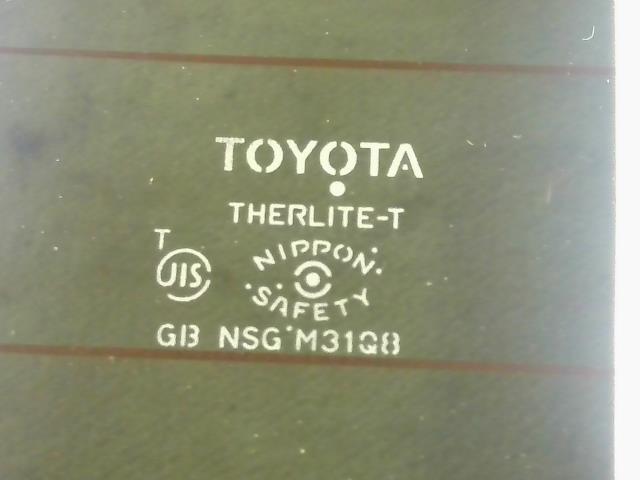 TOYOTA
THERLITE-T
T
JIS
NIPPON
SAFETY
GB NSG M31Q8